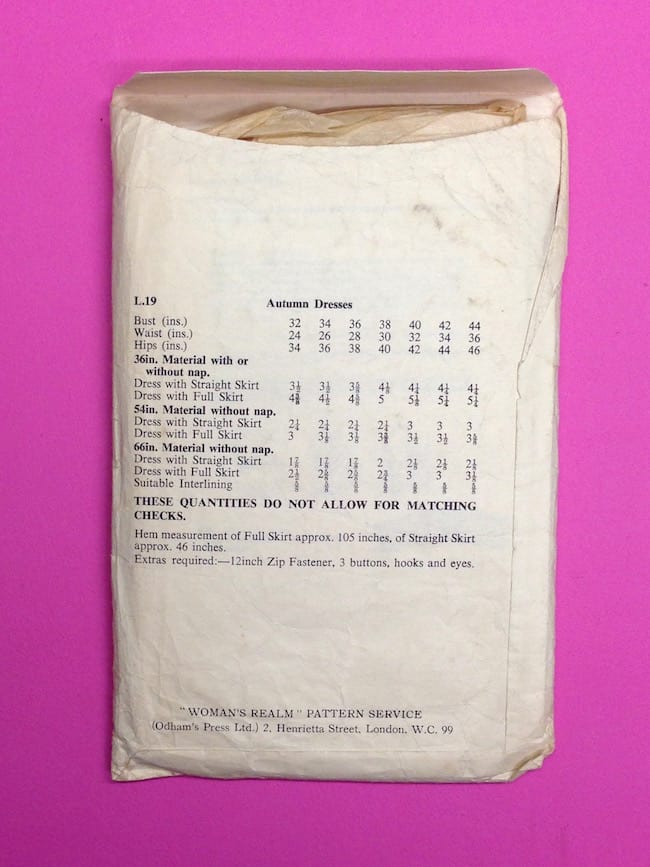 L.19 Autumn Dresses
Bust (ins.) 32 34 36 38 40 42 44
Waist (ins.) 24 26 28 30 32 34 36
Hips (ins.) 34 36 38 40 42 44 46
36in. Material with or
without nap.
Dress with Straight Skirt 3½ 3½ 3⅝ 4⅛ 4¼ 4¼ 4¼
Dress with Full Skirt 4⅜ 4½ 4⅝ 5 5⅛ 5¼ 5¼
54in. Material without nap.
Dress with Straight Skirt 2¼ 2¼ 2¼ 2¼ 3 3 3
Dress with Full Skirt 3 3⅛ 3⅛ 3⅜ 3½ 3½ 3⅝
66in. Material without nap.
Dress with Straight Skirt 1⅞ 1⅞ 1⅞ 2 2⅛ 2⅛ 2⅛
Dress with Full Skirt 2½ 2⅝ 2⅝ 2¾ 3 3 3⅛
Suitable Interlining ⅝ ⅝ ⅝ ⅝ ⅝ ⅝ ⅝
THESE QUANTITIES DO NOT ALLOW FOR MATCHING
CHECKS.
Hem measurement of Full Skirt approx. 105 inches, of Straight Skirt
approx. 46 inches.
Extras required:—12inch Zip Fastener, 3 buttons, hooks and eyes.
"WOMAN'S REALM" PATTERN SERVICE
(Odham's Press Ltd.) 2, Henrietta Street, London, W.C. 99